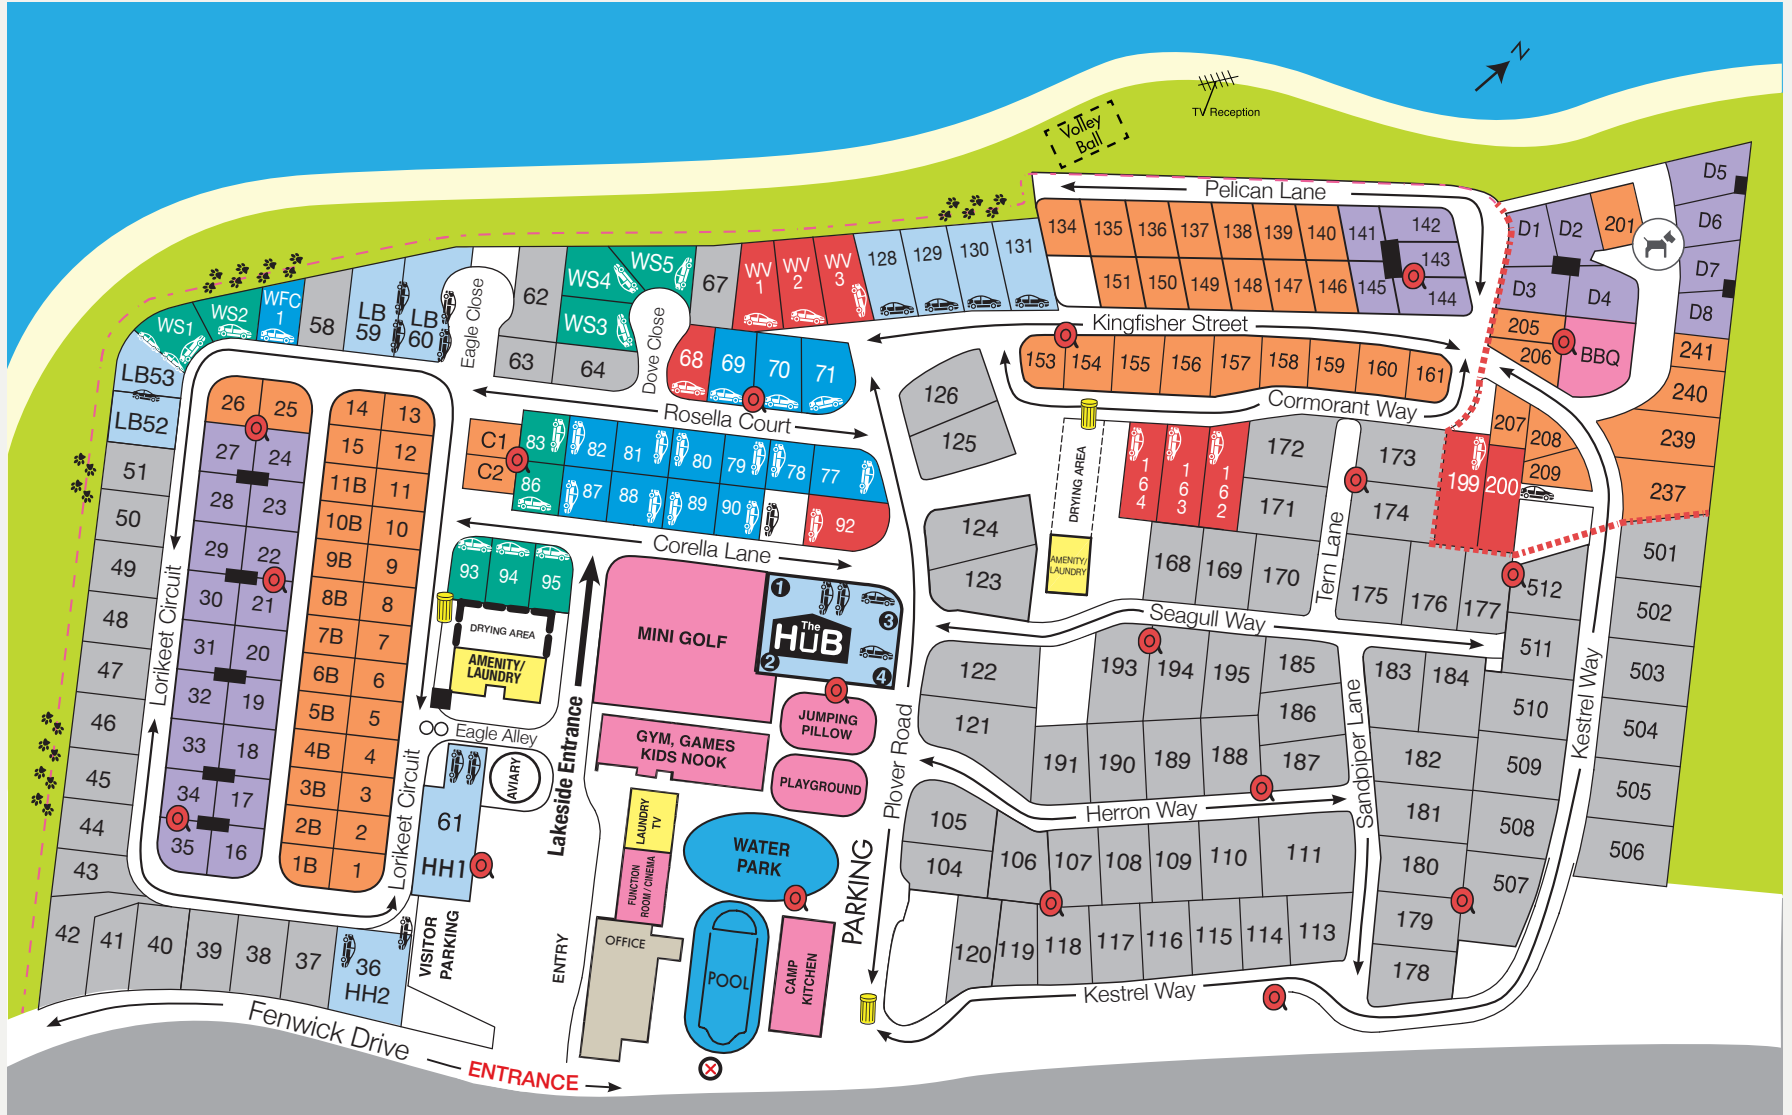 N
TV Reception
Volley
Ball
Pelican Lane
134
135
136
137
138
139
140
141
142
143
144
145
146
147
148
149
150
151
D1
D2
201
D3
D4
D5
D6
D7
D8
205
206
BBQ
241
240
239
237
207
208
209
Kingfisher Street
153
154
155
156
157
158
159
160
161
Cormorant Way
WS1
WS2
WFC
1
58
LB
59
LB
60
Eagle Close
62
63
64
WS4
WS5
WS3
Dove Close
67
WV
1
WV
2
WV
3
128
129
130
131
68
69
70
71
Rosella Court
LB53
LB52
51
50
49
48
47
46
45
44
43
42
41
40
39
38
37
36
HH2
Lorikeet Circuit
26
25
27
24
28
23
29
22
30
21
31
20
32
19
33
18
34
17
35
16
14
13
15
12
11B
11
10B
10
9B
9
8B
8
7B
7
6B
6
5B
5
4B
4
3B
3
2B
2
1B
1
Lorikeet Circuit
C1
C2
83
82
81
80
79
78
77
86
87
88
89
90
92
Corella Lane
93
94
95
DRYING AREA
AMENITY/
LAUNDRY
Eagle Alley
AVIARY
61
HH1
VISITOR
PARKING
Lakeside Entrance
ENTRY
MINI GOLF
1
2
3
4
The
HUB
JUMPING
PILLOW
GYM, GAMES
KIDS NOOK
PLAYGROUND
LAUNDRY
TV
FUNCTION
ROOM / CINEMA
OFFICE
WATER
PARK
POOL
CAMP
KITCHEN
PARKING
Plover Road
126
125
124
123
122
121
DRYING AREA
AMENITY/
LAUNDRY
164
163
162
172
171
173
174
199
200
168
169
170
Tern Lane
175
176
177
512
511
510
509
508
507
501
502
503
504
505
506
Seagull Way
193
194
195
185
186
187
191
190
189
188
183
184
182
181
180
179
178
Sandpiper Lane
Kestrel Way
Herron Way
105
104
106
107
108
109
110
111
120
119
118
117
116
115
114
113
Kestrel Way
Fenwick Drive
ENTRANCE